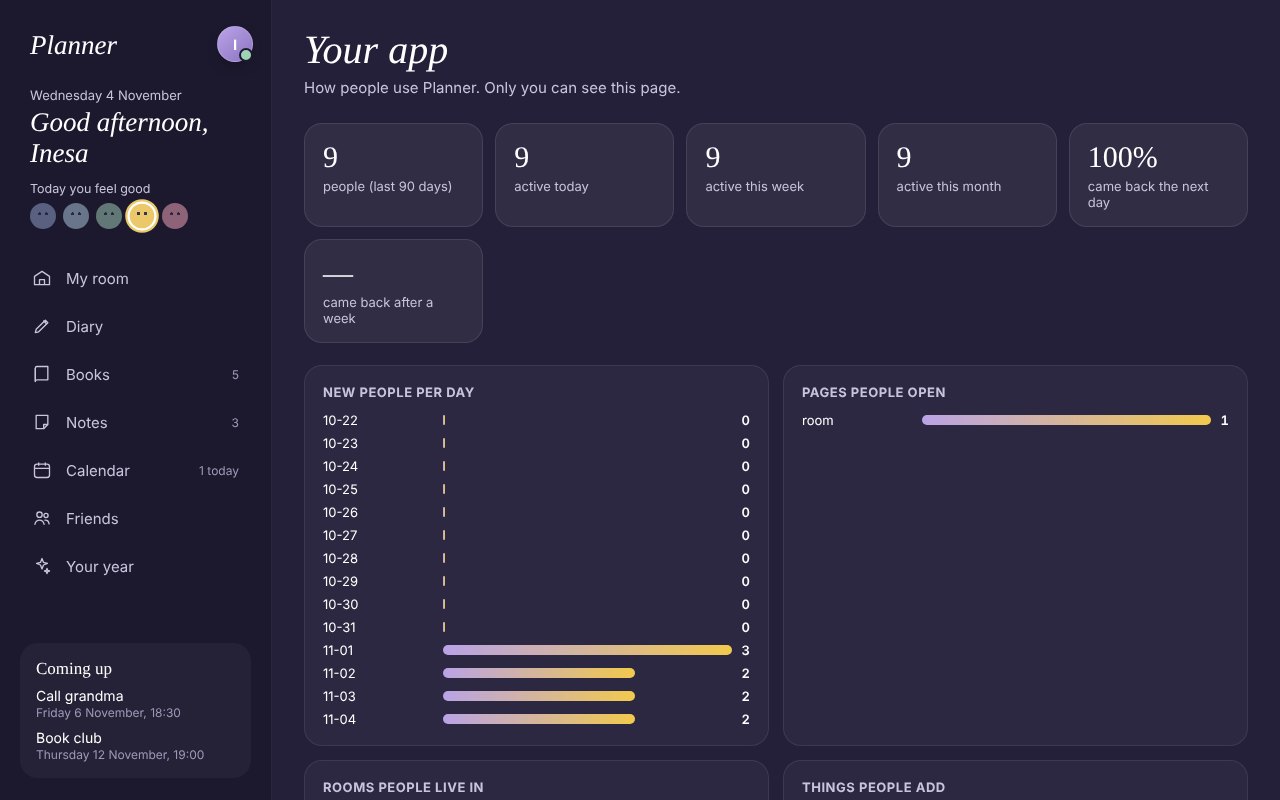 Planner
I
Wednesday 4 November
Good afternoon,
Inesa
Today you feel good
My room
Diary
Books 5
Notes 3
Calendar 1 today
Friends
Your year
Coming up
Call grandma
Friday 6 November, 18:30
Book club
Thursday 12 November, 19:00
Your app
How people use Planner. Only you can see this page.
9
people (last 90 days)
9
active today
9
active this week
9
active this month
100%
came back the next
day
—
came back after a
week
NEW PEOPLE PER DAY
10-22 0
10-23 0
10-24 0
10-25 0
10-26 0
10-27 0
10-28 0
10-29 0
10-30 0
10-31 0
11-01 3
11-02 2
11-03 2
11-04 2
PAGES PEOPLE OPEN
room 1
ROOMS PEOPLE LIVE IN
THINGS PEOPLE ADD